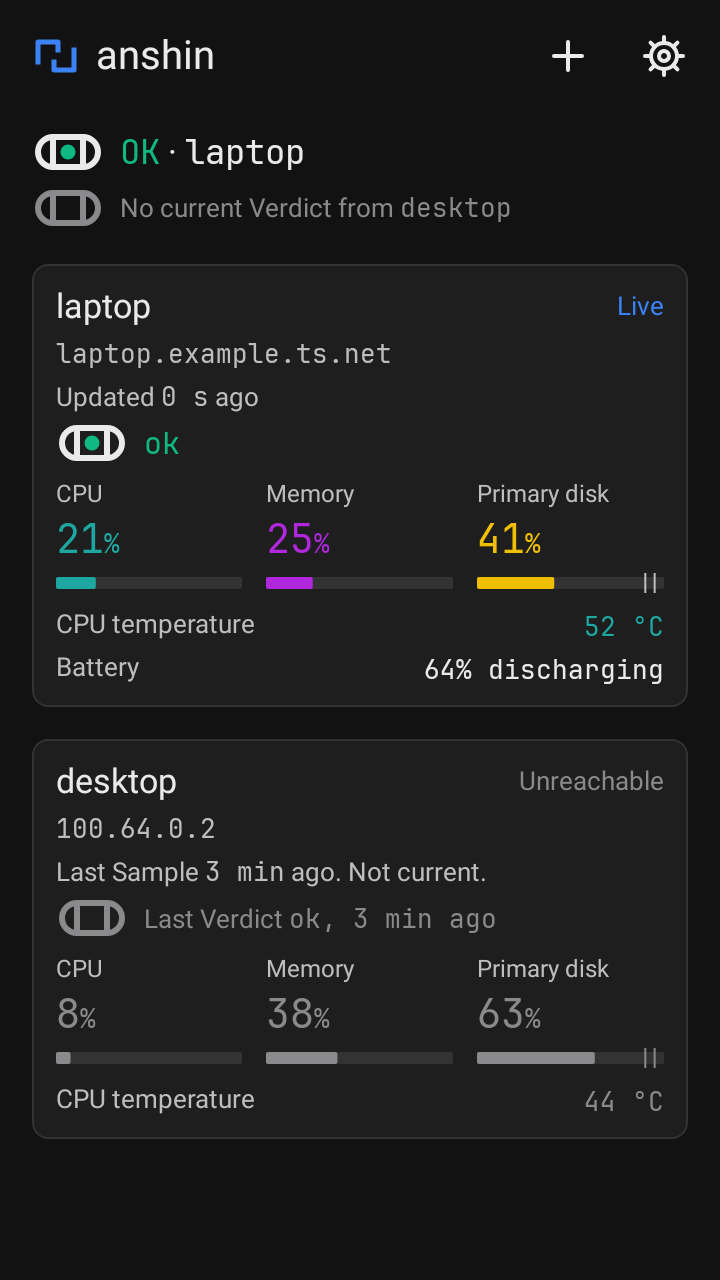 anshin
OK · laptop
No current Verdict from desktop
laptop
Live
laptop.example.ts.net
Updated 0 s ago
ok
CPU
Memory
Primary disk
21%
25%
41%
CPU temperature
52 °C
Battery
64% discharging
desktop
Unreachable
100.64.0.2
Last Sample 3 min ago. Not current.
Last Verdict ok, 3 min ago
CPU
Memory
Primary disk
8%
38%
63%
CPU temperature
44 °C